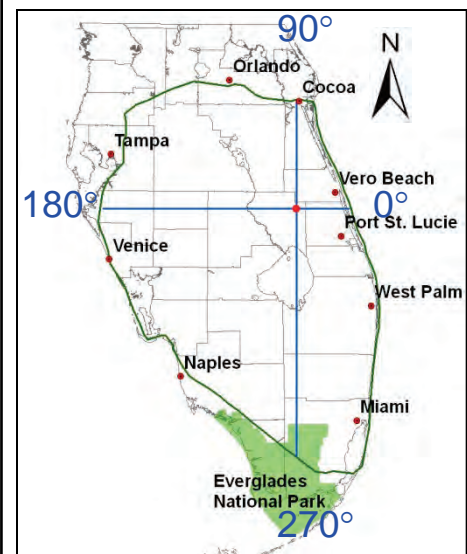 90°
N
Orlando
Cocoa
Tampa
Vero Beach
180°
0°
Port St. Lucie
Venice
West Palm
Naples
Miami
Everglades
National Park
270°